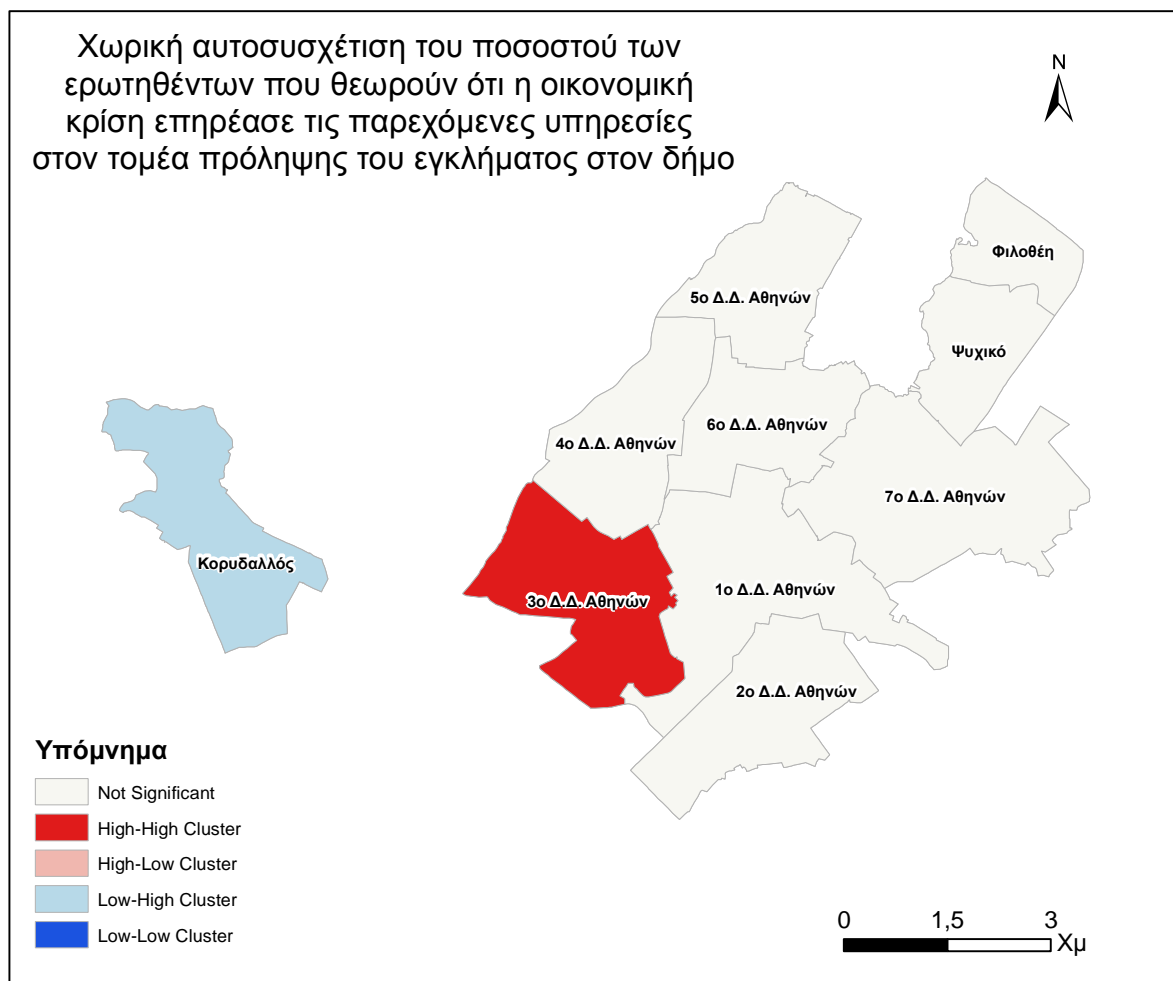 Χωρική αυτοσυσχέτιση του ποσοστού των
ερωτηθέντων που θεωρούν ότι η οικονομική
κρίση επηρέασε τις παρεχόμενες υπηρεσίες
στον τομέα πρόληψης του εγκλήματος στον δήμο
N
Φιλοθέη
5ο Δ.Δ. Αθηνών
Ψυχικό
6ο Δ.Δ. Αθηνών
4ο Δ.Δ. Αθηνών
7ο Δ.Δ. Αθηνών
Κορυδαλλός
1ο Δ.Δ. Αθηνών
3ο Δ.Δ. Αθηνών
2ο Δ.Δ. Αθηνών
Υπόμνημα
Not Significant
High-High Cluster
High-Low Cluster
Low-High Cluster
Low-Low Cluster
0 1,5 3
Χμ